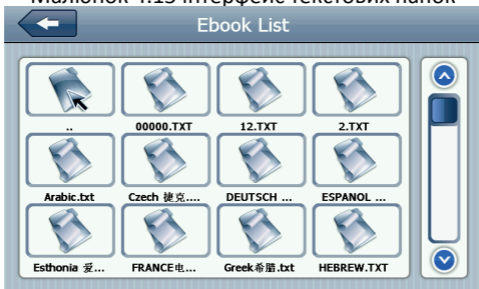 Малюнок 4.13 Інтерфейс текстових папок
Ebook List
.. 00000.TXT 12.TXT 2.TXT
Arabic.txt Czech 捷克.... DEUTSCH ... ESPANOL ...
Esthonia 爱... FRANCE电... Greek希腊.txt HEBREW.TXT